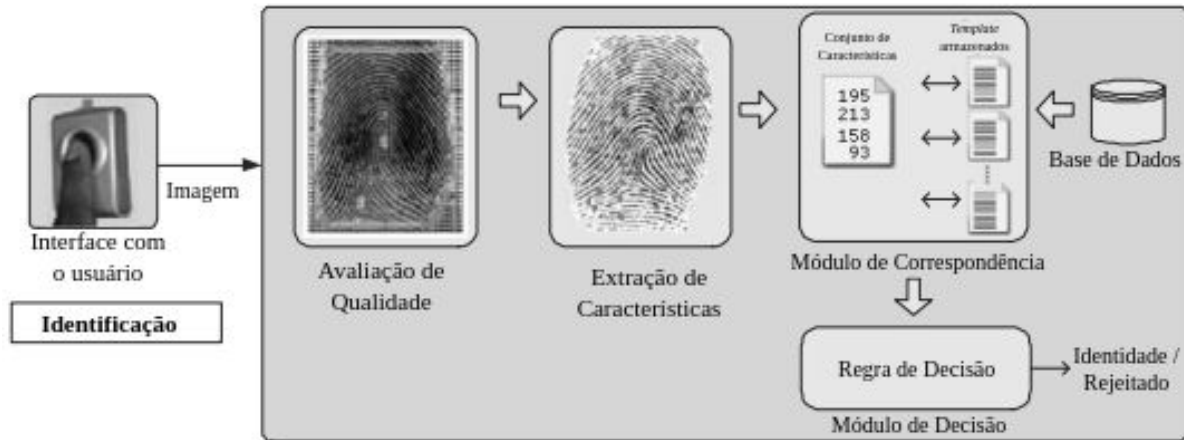 Interface com
o usuário
Identificação
Imagem
Avaliação de
Qualidade
Extração de
Características
Conjunto de
Características
195
213
158
93
Template
armazenados
Base de Dados
Módulo de Correspondência
Regra de Decisão
Módulo de Decisão
Identidade /
Rejeitado